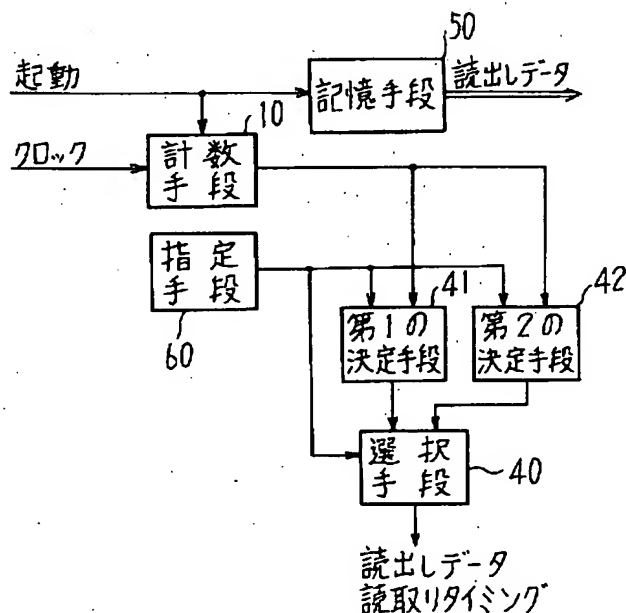 50
起動
記憶手段
読出しデータ
10
クロック
計数
手段
指定
手段
60
41
42
第1の
決定手段
第2の
決定手段
選択
手段
40
読出しデータ
読取りタイミング